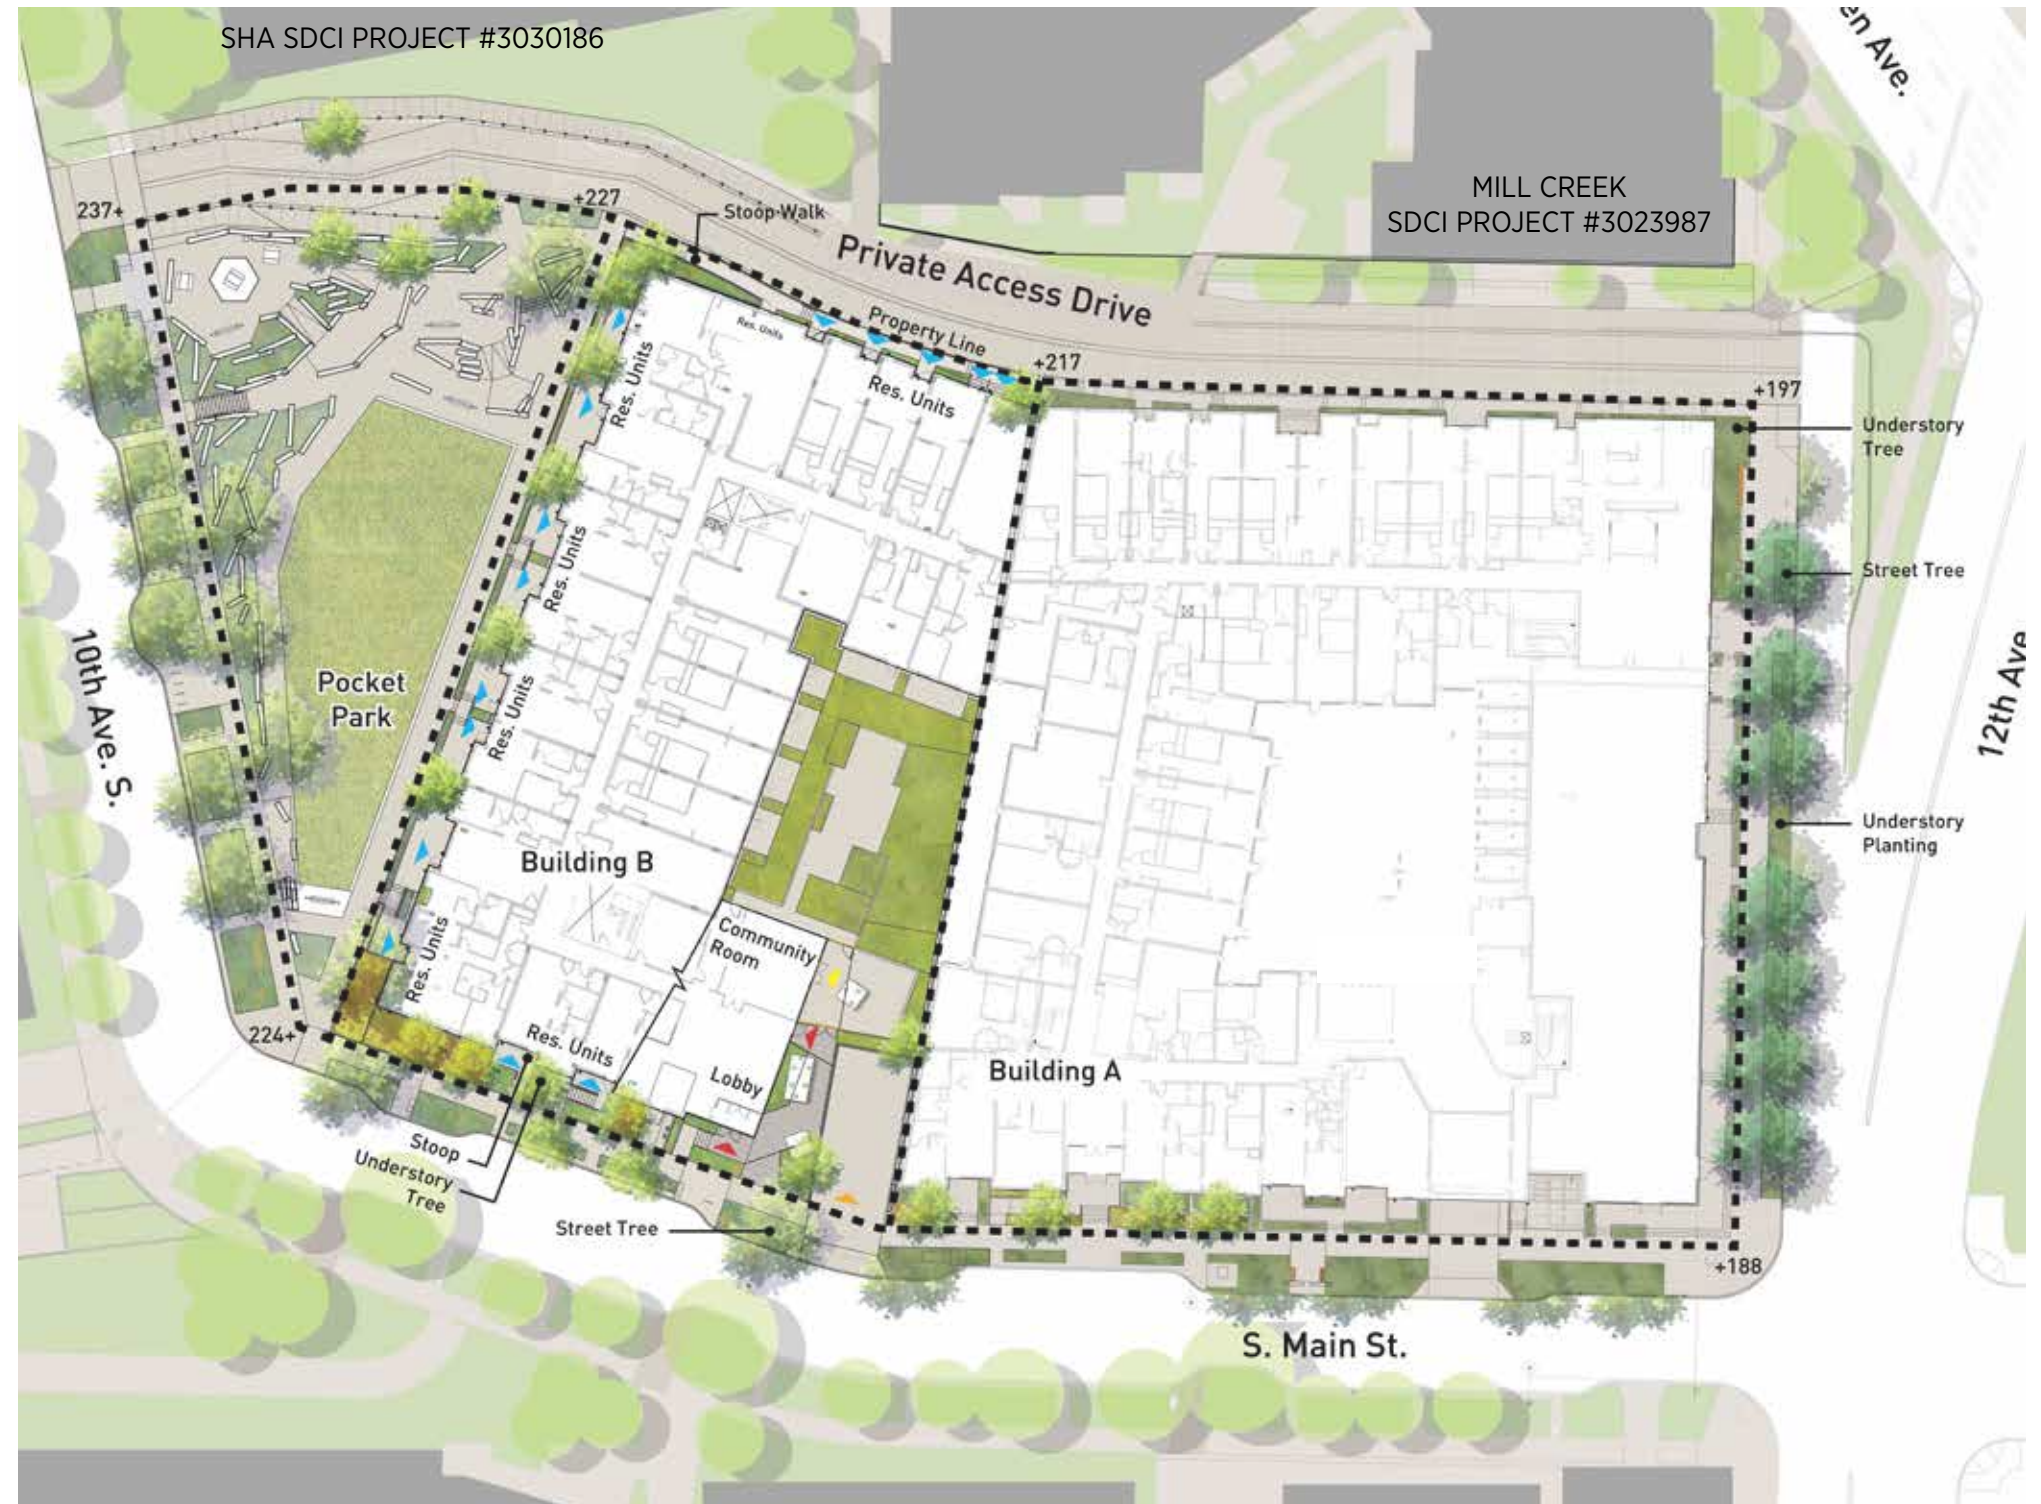 SHA SDCI PROJECT #3030186
en Ave.
MILL CREEK
SDCI PROJECT #3023987
237+
+227
Stoop-Walk
Private Access Drive
Res. Units
Property Line
+217
+197
Res. Units
Res. Units
Understory
Tree
Street Tree
Res. Units
10th Ave. S.
Pocket
Park
Res. Units
12th Ave
Understory
Planting
Building B
Community
Room
Res. Units
224+
Res. Units
Lobby
Building A
Stoop
Understory
Tree
Street Tree
+188
S. Main St.